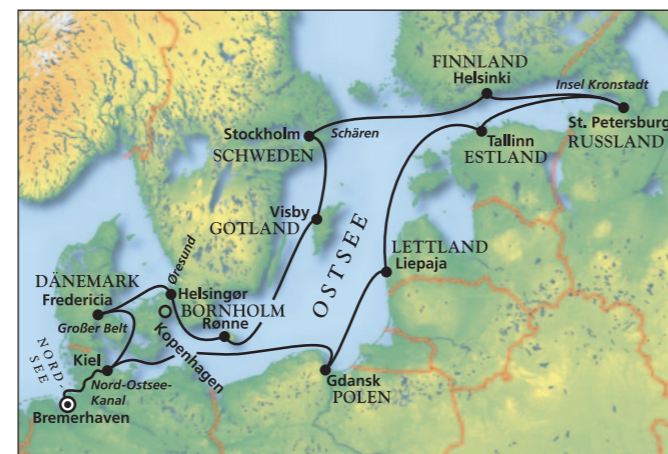 FINNLAND
Helsinki
Insel Kronstadt
St. Petersburg
RUSSLAND
Stockholm
Schären
SCHWEDEN
Tallinn
ESTLAND
Visby
GOTLAND
OSTSEE
LETTLAND
Liepaja
DÄNEMARK
Fredericia
Øresund
Helsingør
BORNHOLM
Rønne
Großer Belt
Kopenhagen
NORD-
SEE
Kiel
Nord-Ostsee-
Kanal
Gdansk
POLEN
Bremerhaven